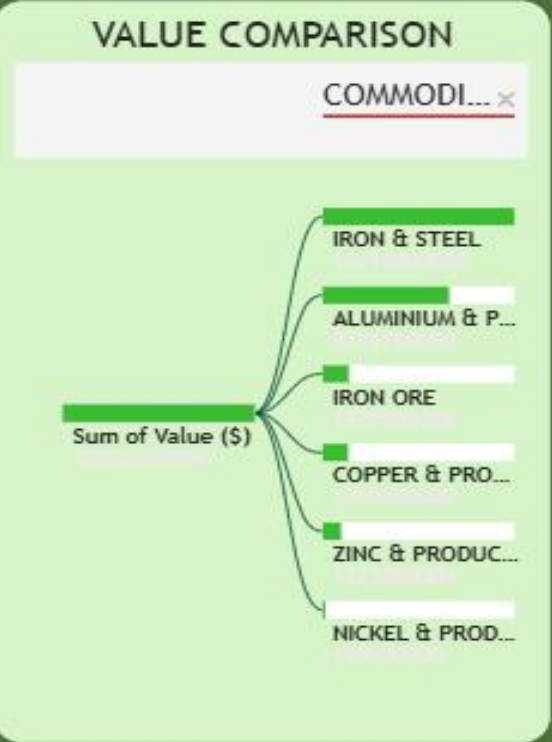 VALUE COMPARISON
COMMODI... ×
IRON & STEEL
ALUMINIUM & P...
IRON ORE
Sum of Value ($)
COPPER & PRO...
ZINC & PRODUC...
NICKEL & PROD...